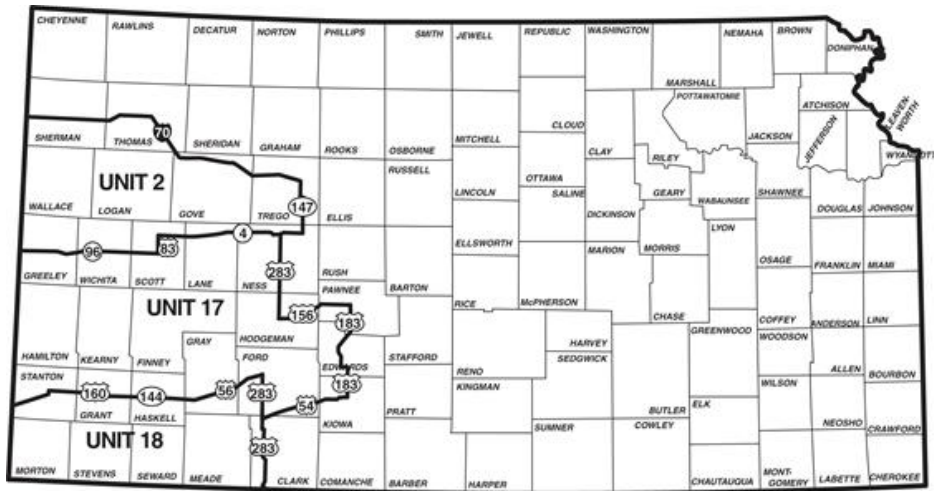 CHEYENNE
RAWLINS
DECATUR
NORTON
PHILLIPS
SMITH
JEWELL
REPUBLIC
WASHINGTON
MARSHALL
NEMAHA
BROWN
DONIPHAN
SHERMAN
THOMAS
70
SHERIDAN
GRAHAM
ROOKS
OSBORNE
MITCHELL
CLOUD
CLAY
RILEY
POTTAWATOMIE
JACKSON
ATCHISON
JEFFERSON
LEAVEN-
WORTH
WYANDOTT
UNIT 2
WALLACE
LOGAN
GOVE
TREGO
147
ELLIS
RUSSELL
LINCOLN
OTTAWA
SALINE
DICKINSON
GEARY
WABAUNSEE
SHAWNEE
DOUGLAS
JOHNSON
GREELEY
96
WICHITA
SCOTT
83
LANE
4
NESS
283
RUSH
BARTON
ELLSWORTH
RICE
McPHERSON
MARION
MORRIS
LYON
CHASE
OSAGE
FRANKLIN
MIAMI
UNIT 17
156
PAWNEE
183
HAMILTON
KEARNY
FINNEY
GRAY
HODGEMAN
FORD
EDWARDS
183
STAFFORD
RENO
HARVEY
SEDGWICK
GREENWOOD
COFFEY
WOODSON
ANDERSON
LINN
ALLEN
BOURBON
STANTON
160
GRANT
144
HASKELL
56
283
54
KIOWA
PRATT
KINGMAN
BUTLER
ELK
WILSON
NEOSHO
CRAWFORD
UNIT 18
MORTON
STEVENS
SEWARD
MEADE
283
CLARK
COMANCHE
BARBER
HARPER
SUMNER
COWLEY
CHAUTAUQUA
MONT-
GOMERY
LABETTE
CHEROKEE